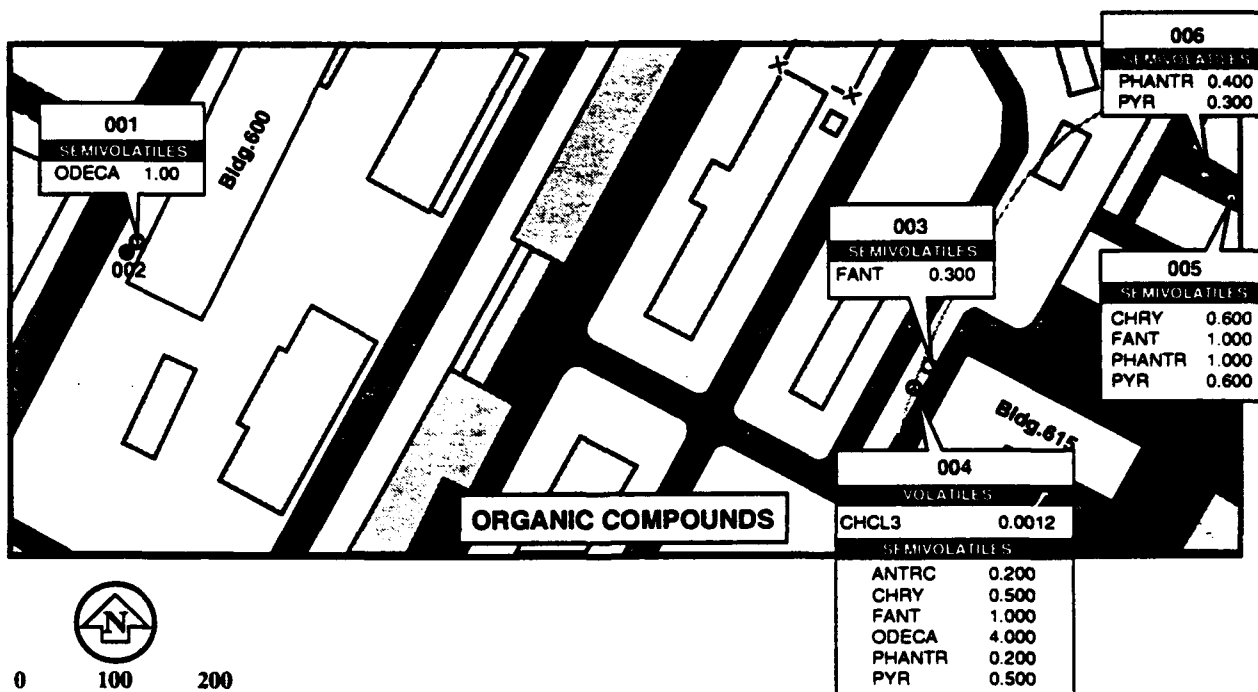 006
SEMIVOLATILES
PHANTR 0.400
PYR 0.300
001
SEMIVOLATILES
ODECA 1.00
Bldg.600
002
003
SEMIVOLATILES
FANT 0.300
005
SEMIVOLATILES
CHRY 0.600
FANT 1.000
PHANTR 1.000
PYR 0.600
Bldg.615
004
VOLATILES
CHCL3 0.0012
SEMIVOLATILES
ANTRC 0.200
CHRY 0.500
FANT 1.000
ODECA 4.000
PHANTR 0.200
PYR 0.500
ORGANIC COMPOUNDS
N
0 100 200